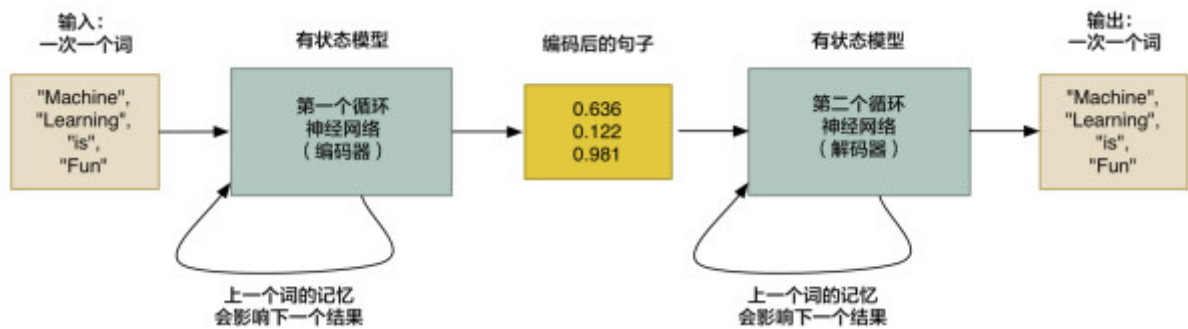 输入：
一次一个词
"Machine",
"Learning",
"is",
"Fun"
有状态模型
第一个循环
神经网络
（编码器）
上一个词的记忆
会影响下一个结果
编码后的句子
0.636
0.122
0.981
有状态模型
第二个循环
神经网络
（解码器）
上一个词的记忆
会影响下一个结果
输出：
一次一个词
"Machine",
"Learning",
"is",
"Fun"